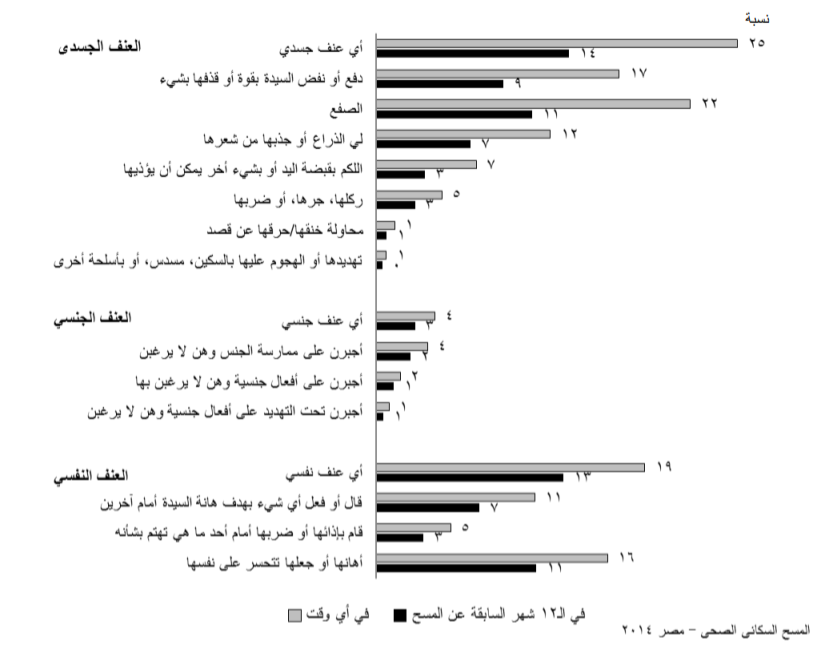 نسبة
العنف الجسدى
أي عنف جسدي ٢٥ ١٤
دفع أو نفض السيدة بقوة أو قذفها بشيء ١٧ ٩
الصفع ٢٢ ١١
لي الذراع أو جذبها من شعرها ١٢ ٧
اللكم بقبضة اليد أو بشيء أخر يمكن أن يؤذيها ٧ ٣
ركلها، جرها، أو ضربها ٥ ٣
محاولة خنقها/حرقها عن قصد ١ ١
تهديدها أو الهجوم عليها بالسكين، مسدس، أو بأسلحة أخرى ١ ٠
العنف الجنسي
أي عنف جنسي ٤ ٣
أجبرن على ممارسة الجنس وهن لا يرغبن ٤ ٢
أجبرن على أفعال جنسية وهن لا يرغبن بها ٢ ١
أجبرن تحت التهديد على أفعال جنسية وهن لا يرغبن ١ ١
العنف النفسي
أي عنف نفسي ١٩ ١٣
قال أو فعل أي شيء بهدف هانة السيدة أمام آخرين ١١ ٧
قام بإذائها أو ضربها أمام أحد ما هي تهتم بشأنه ٥ ٣
أهانها أو جعلها تتحسر على نفسها ١٦ ١١
في الـ١٢ شهر السابقة عن المسح في أي وقت
المسح السكانى الصحى – مصر ٢٠١٤